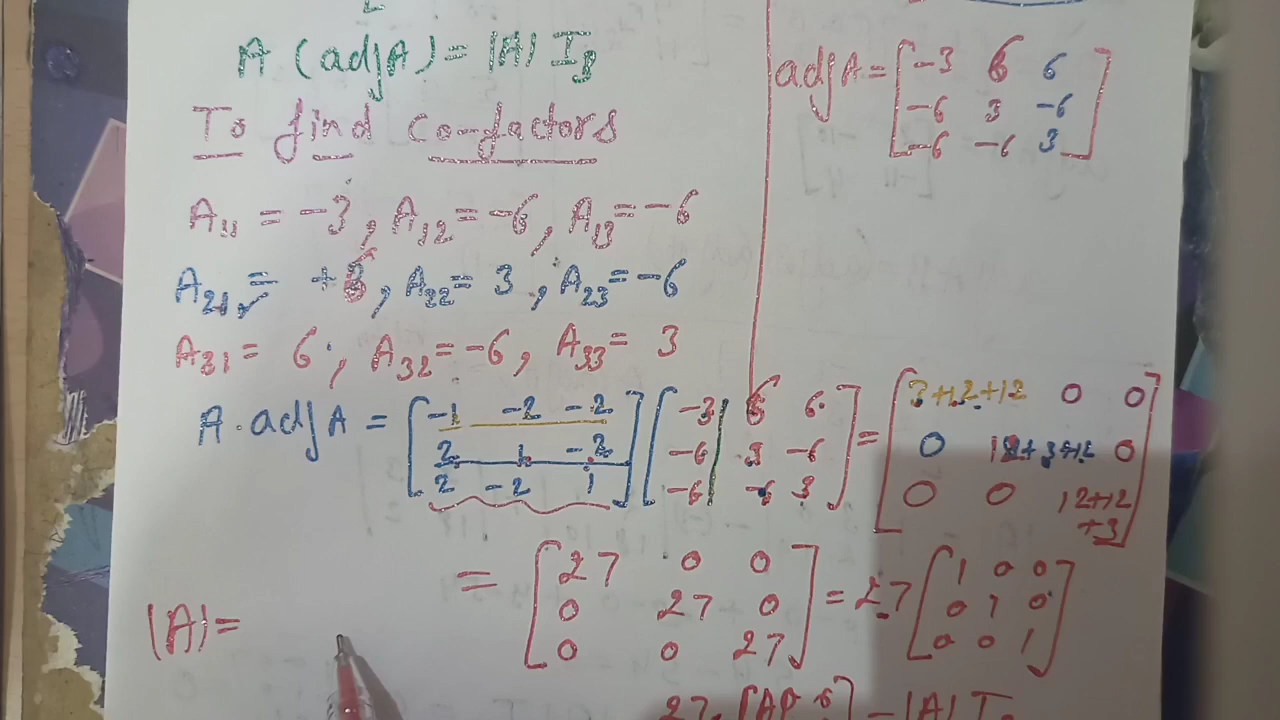 A (adjA) = |A| I3
To find co-factors
A11 = -3, A12 = -6, A13 = -6
A21 = +6, A22 = 3, A23 = -6
A31 = 6, A32 = -6, A33 = 3
adjA = [-3 6 6
-6 3 -6
-6 -6 3]
A.adjA = [-1 -2 -2] [-3 6 6] = [3+12+12 0 0]
[2 1 -2] [-6 3 -6] [0 12+3+12 0]
[2 -2 1] [-6 -6 3] [0 0 12+12+3]
= [27 0 0] = 27 [1 0 0]
[0 27 0] [0 1 0]
[0 0 27] [0 0 1]
|A| =
27.
= |A| I